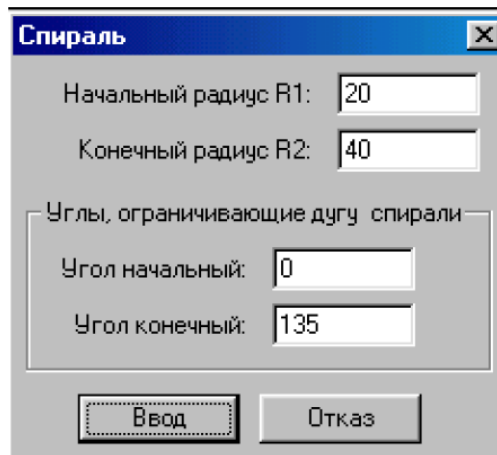 Спираль
Начальный радиус R1: 20
Конечный радиус R2: 40
Углы, ограничивающие дугу спирали
Угол начальный: 0
Угол конечный: 135
Ввод Отказ